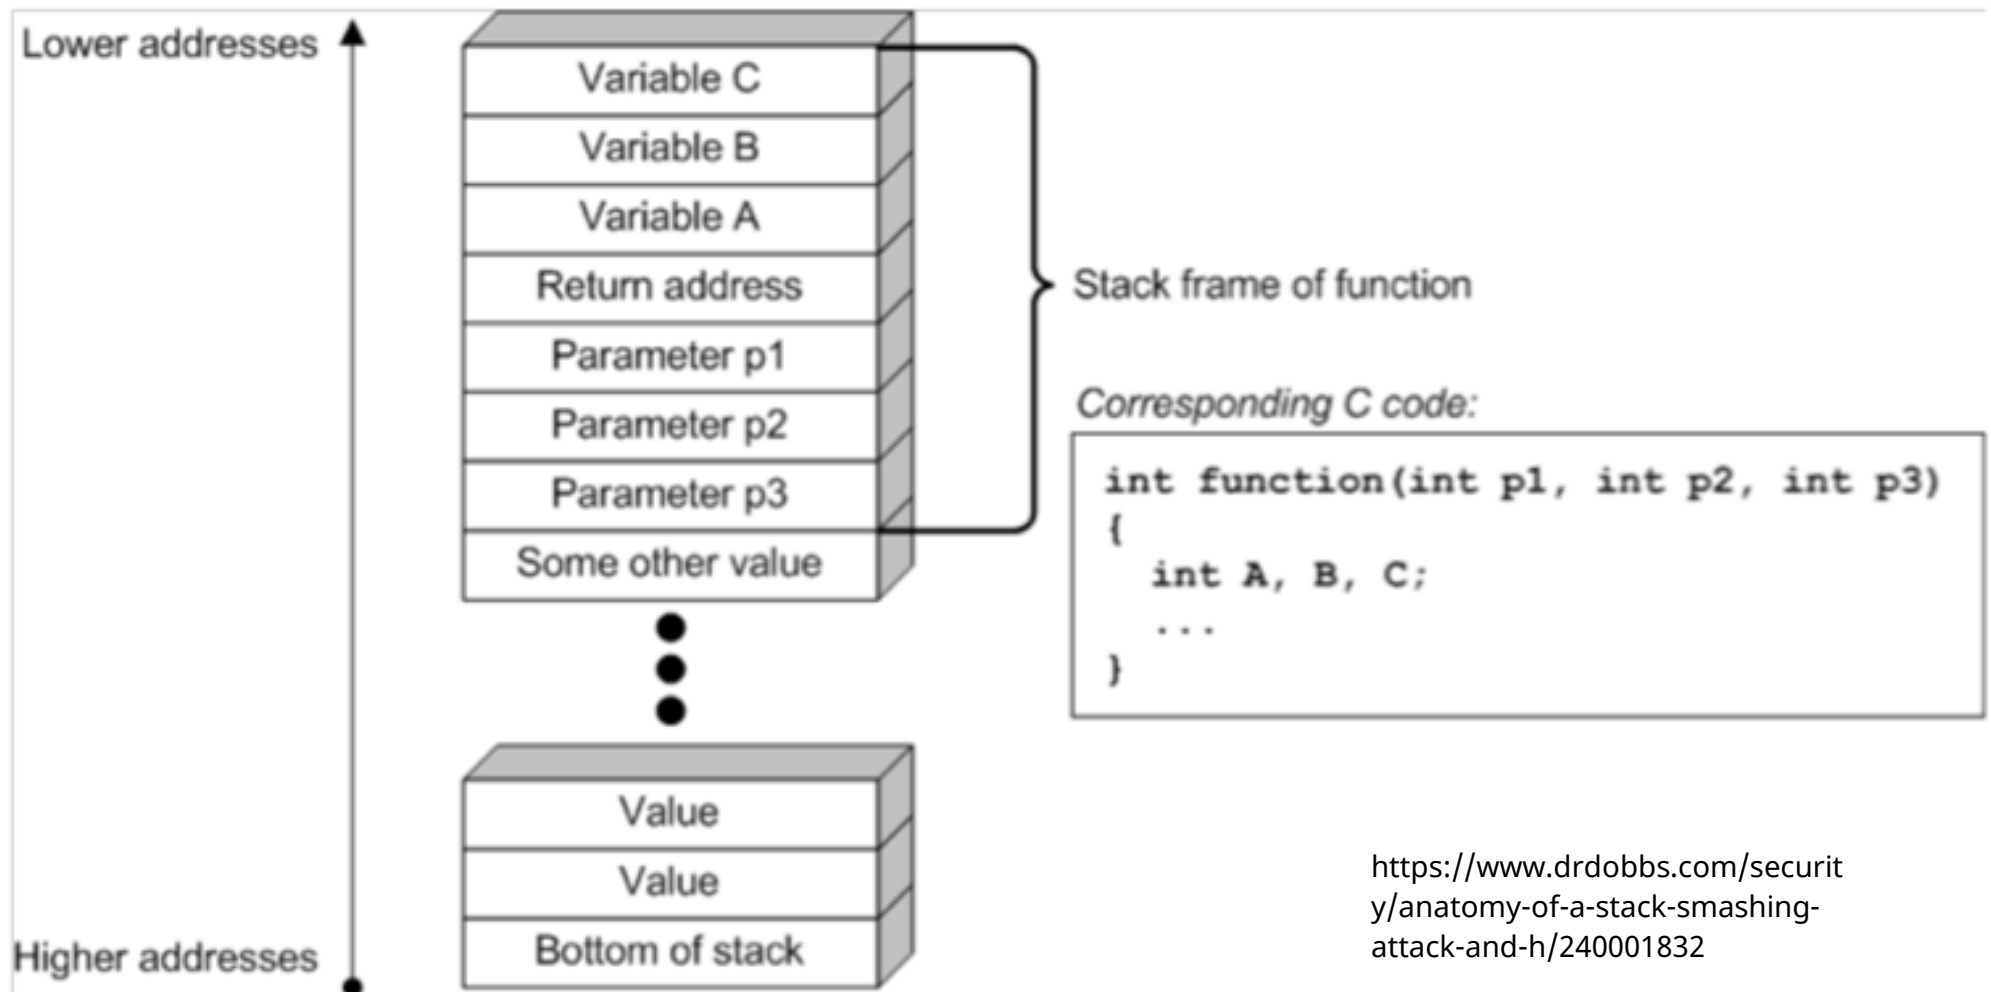 Lower addresses
Variable C
Variable B
Variable A
Return address
Parameter p1
Parameter p2
Parameter p3
Some other value
Stack frame of function
Corresponding C code:
int function(int p1, int p2, int p3)
{
int A, B, C;
...
}
Value
Value
Bottom of stack
Higher addresses
https://www.drdobbs.com/securit
y/anatomy-of-a-stack-smashing-
attack-and-h/240001832